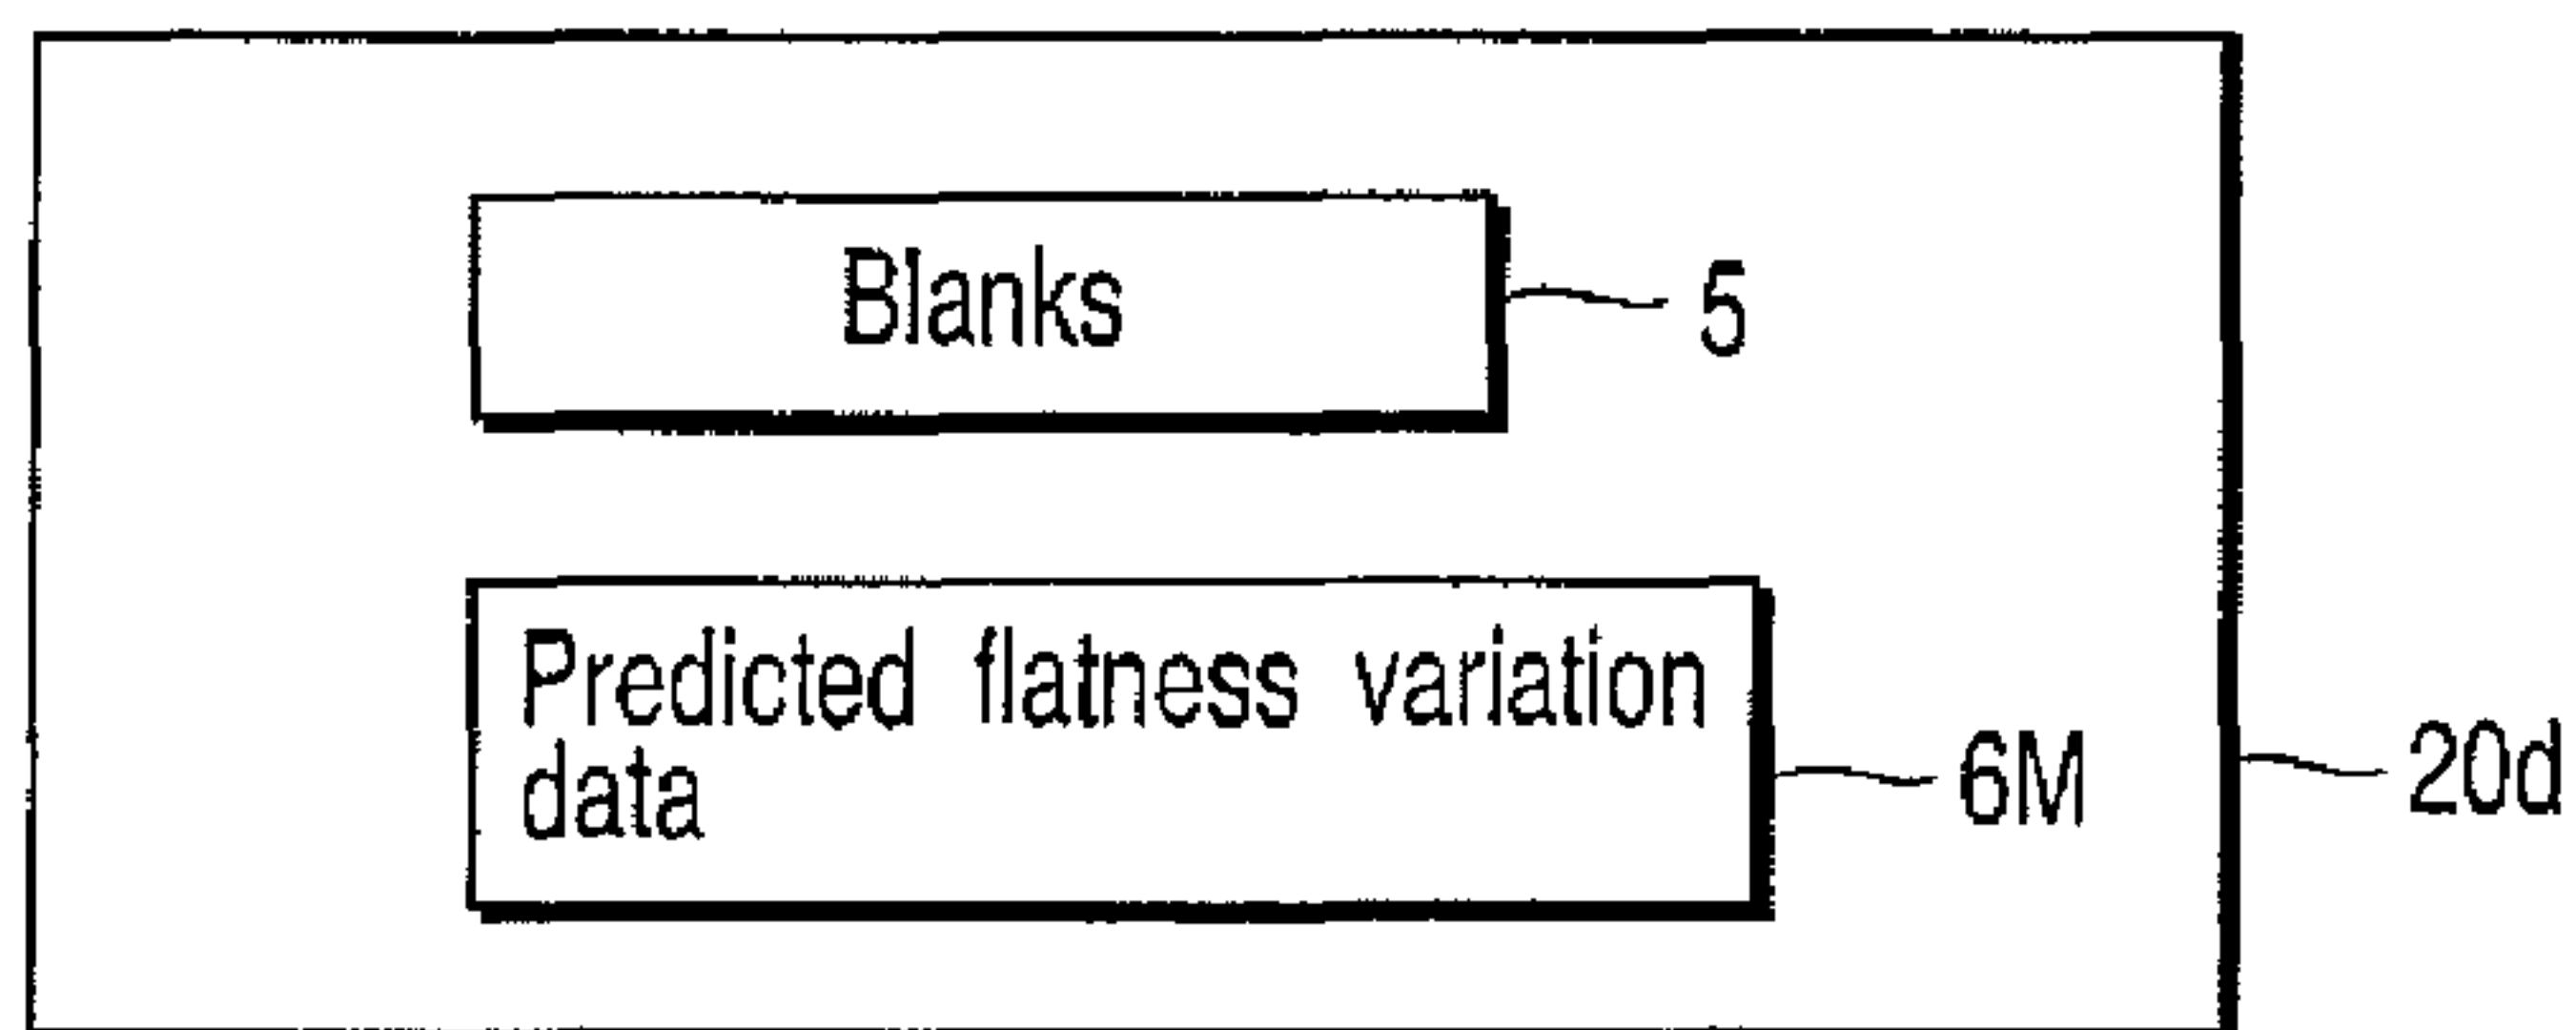 Blanks
5
Predicted flatness variation
data
6M
20d